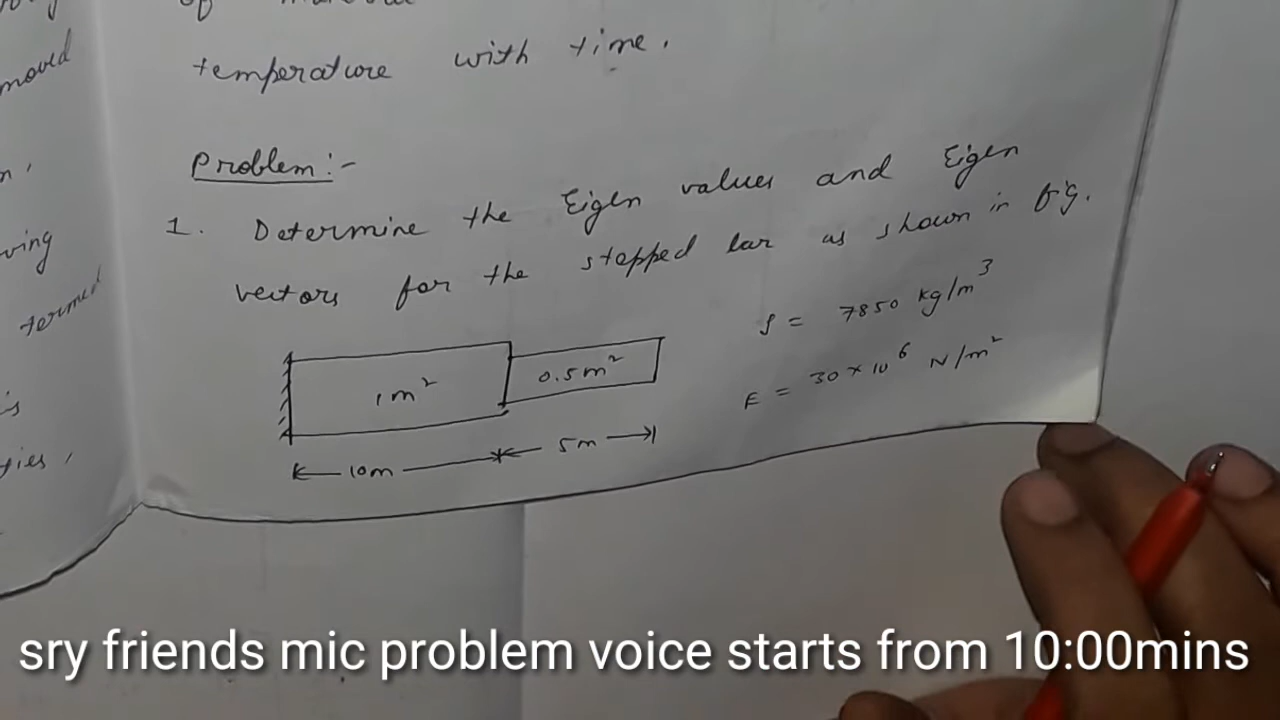 moved
temperature with time.
Problem:-
1. Determine the Eigen values and Eigen
vectors for the stepped bar as shown in fig.
ρ = 7850 kg/m³
E = 30×10⁶ N/m²
1m²
0.5m²
10m
5m
termed
sry friends mic problem voice starts from 10:00mins